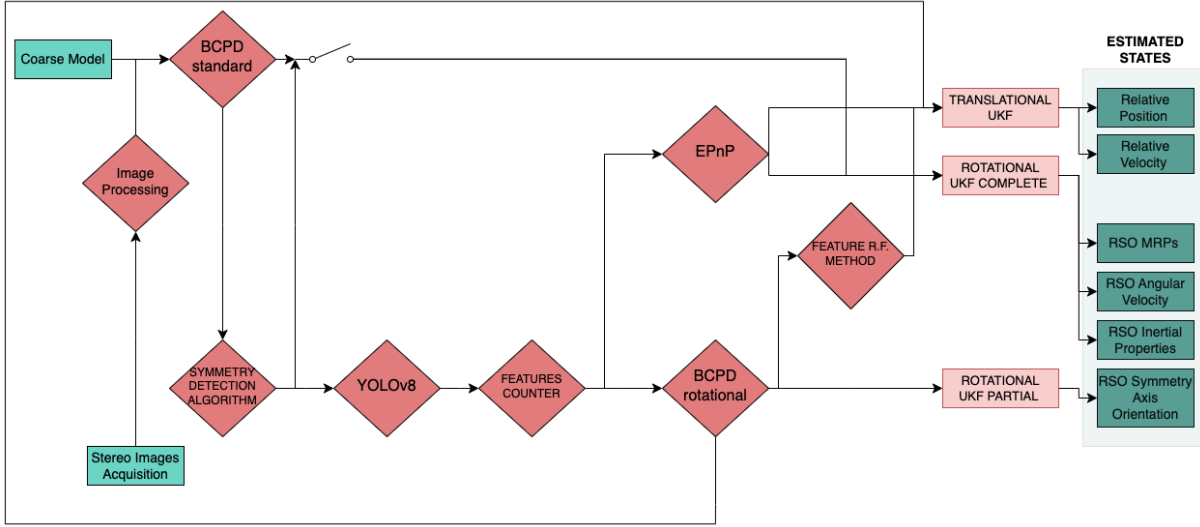 ESTIMATED
STATES
Coarse Model
BCPD
standard
TRANSLATIONAL
UKF
Relative
Position
Relative
Velocity
EPnP
Image
Processing
ROTATIONAL
UKF COMPLETE
FEATURE R.F.
METHOD
RSO MRPs
RSO Angular
Velocity
RSO Inertial
Properties
SYMMETRY
DETECTION
ALGORITHM
YOLOv8
FEATURES
COUNTER
BCPD
rotational
ROTATIONAL
UKF PARTIAL
RSO Symmetry
Axis
Orientation
Stereo Images
Acquisition